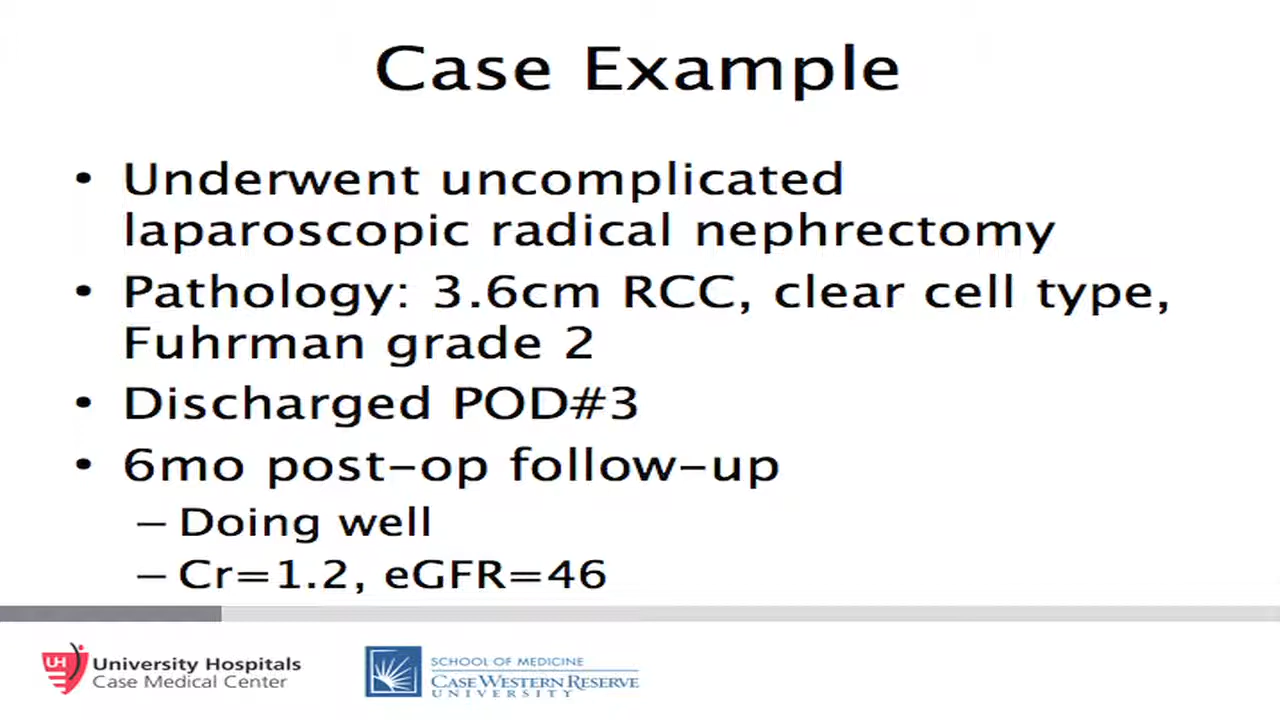 Case Example
• Underwent uncomplicated
laparoscopic radical nephrectomy
• Pathology: 3.6cm RCC, clear cell type,
Fuhrman grade 2
• Discharged POD#3
• 6mo post-op follow-up
– Doing well
– Cr=1.2, eGFR=46
UH
University Hospitals
Case Medical Center
SCHOOL OF MEDICINE
CASE WESTERN RESERVE
UNIVERSITY